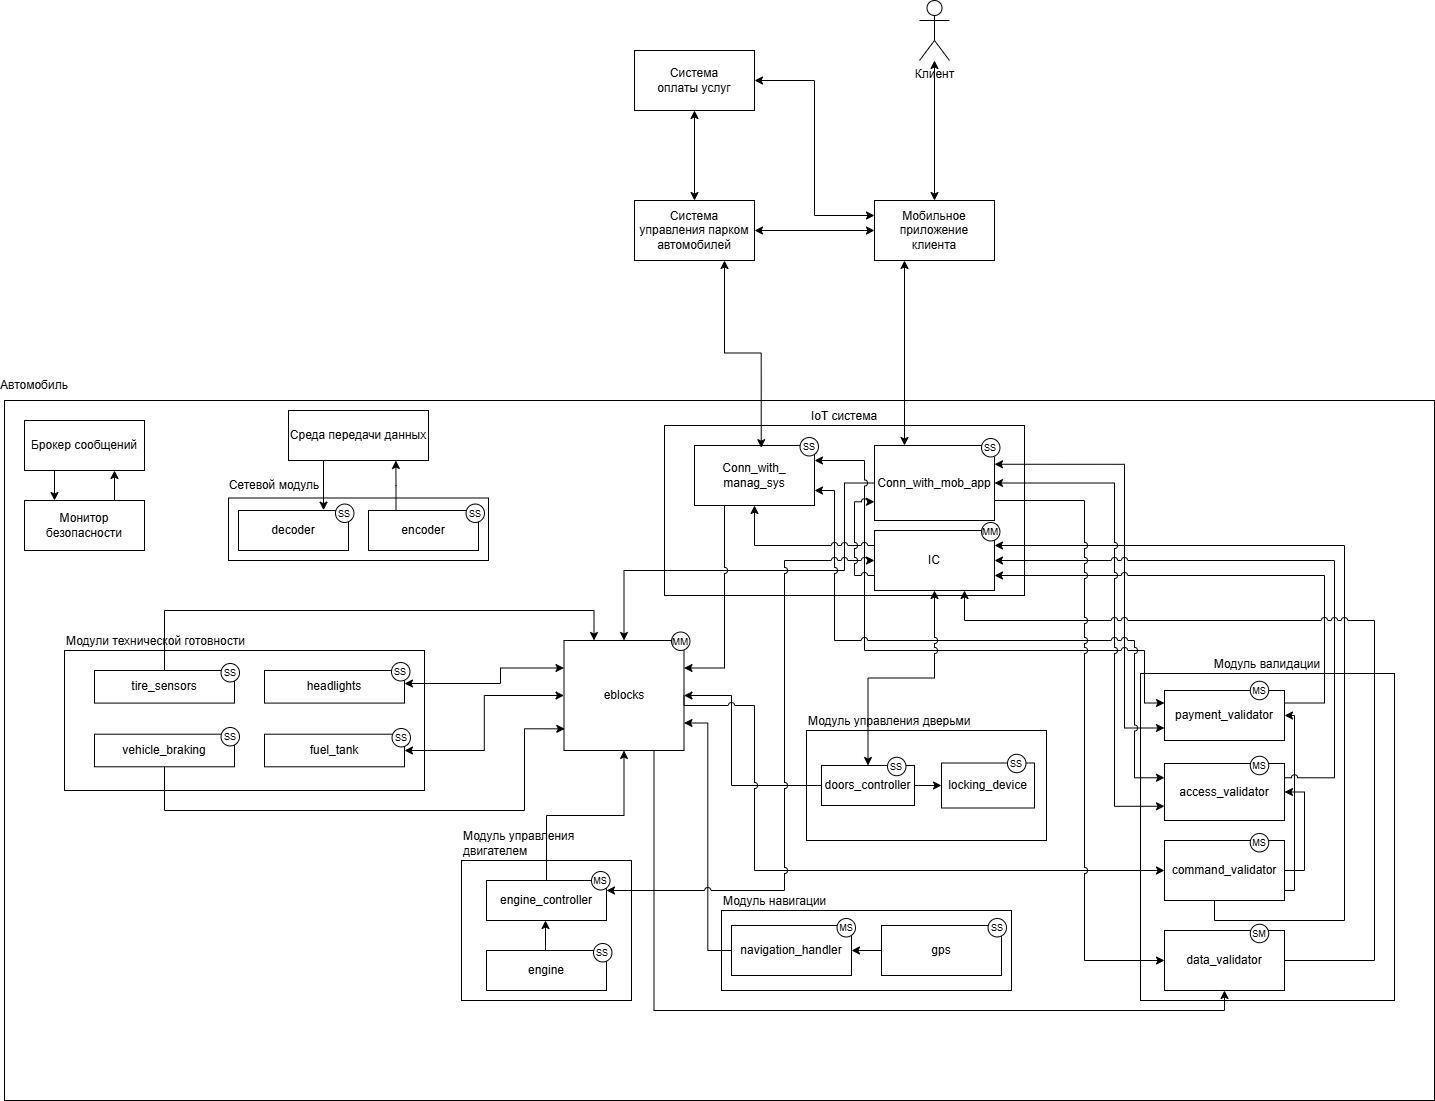 Клиент
Система
оплаты услуг
Система
управления парком
автомобилей
Мобильное
приложение
клиента
Автомобиль
Брокер сообщений
Монитор
безопасности
Среда передачи данных
Сетевой модуль
decoder
SS
encoder
SS
IoT система
Conn_with_
manag_sys
SS
Conn_with_mob_app
SS
IC
MM
Модули технической готовности
tire_sensors
SS
headlights
SS
vehicle_braking
SS
fuel_tank
SS
eblocks
MM
Модуль управления дверьми
doors_controller
SS
locking_device
SS
Модуль валидации
payment_validator
MS
access_validator
MS
command_validator
MS
data_validator
SM
Модуль управления
двигателем
engine_controller
MS
engine
SS
Модуль навигации
navigation_handler
MS
gps
SS